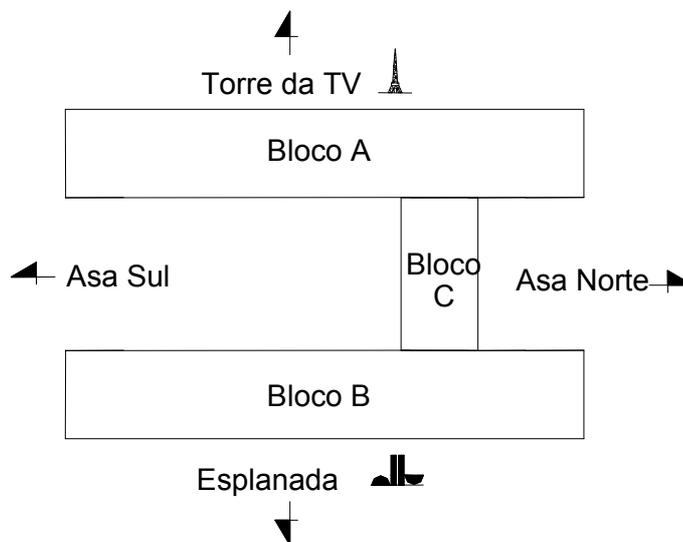 Torre da TV
Bloco A
Asa Sul
Bloco
C
Asa Norte
Bloco B
Esplanada